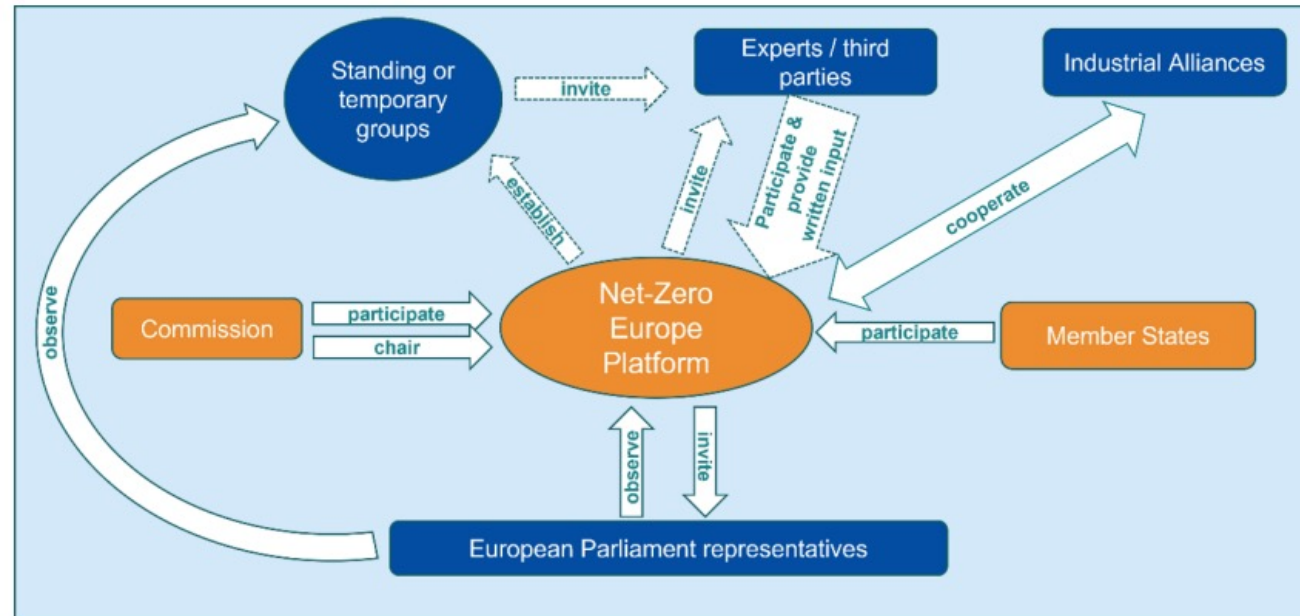 Standing or
temporary
groups
invite
Experts / third
parties
Industrial Alliances
establish
invite
Participate &
provide
written input
cooperate
observe
Commission
participate
chair
Net-Zero
Europe
Platform
participate
Member States
observe
invite
European Parliament representatives